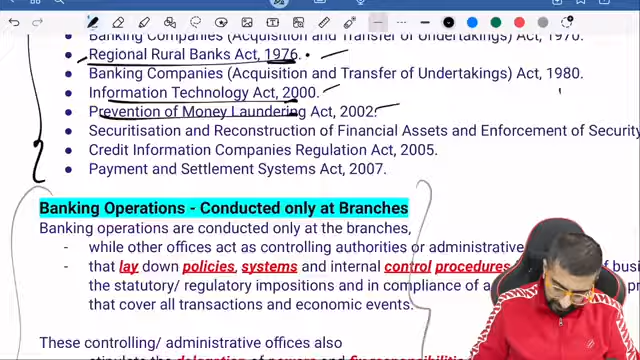 Banking Companies (Acquisition and Transfer of Undertakings) Act, 1970.
Regional Rural Banks Act, 1976.
Banking Companies (Acquisition and Transfer of Undertakings) Act, 1980.
Information Technology Act, 2000.
Prevention of Money Laundering Act, 2002.
Securitisation and Reconstruction of Financial Assets and Enforcement of Security
Credit Information Companies Regulation Act, 2005.
Payment and Settlement Systems Act, 2007.
Banking Operations - Conducted only at Branches
Banking operations are conducted only at the branches,
- while other offices act as controlling authorities or administrative
- that lay down policies, systems and internal control procedures of busi
the statutory/ regulatory impositions and in compliance of a pr
that cover all transactions and economic events.
These controlling/ administrative offices also